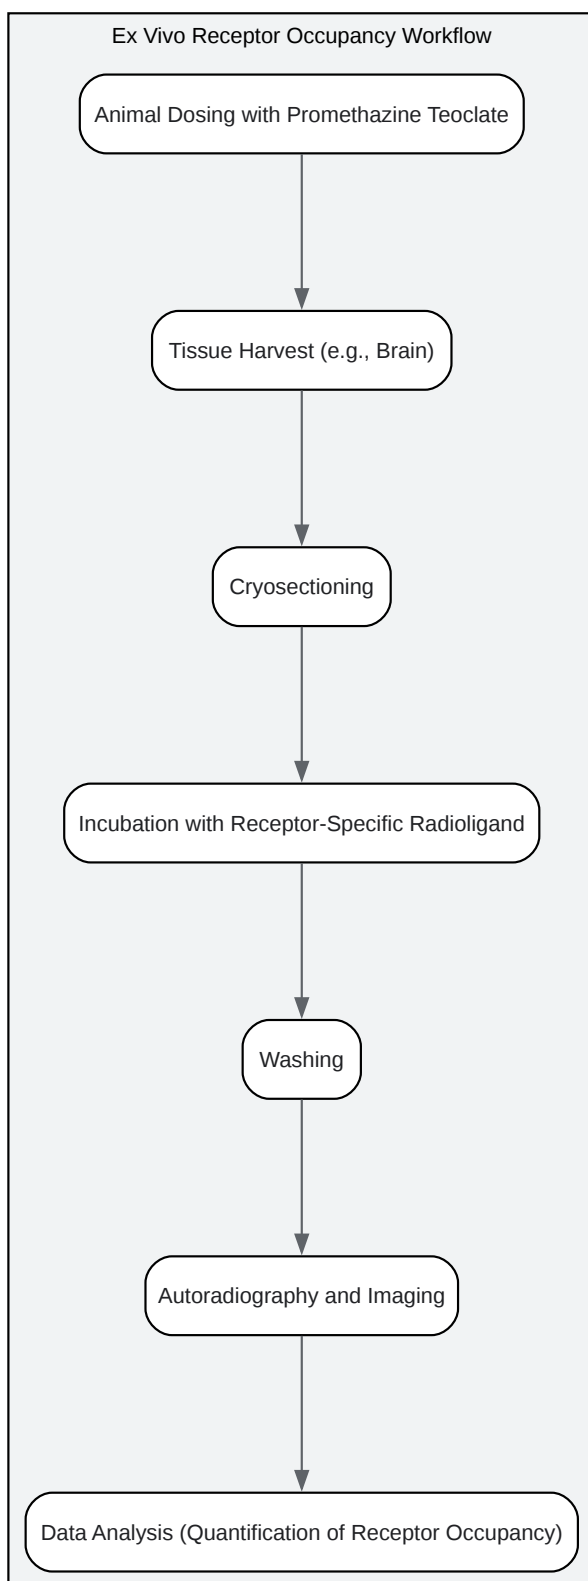 Ex Vivo Receptor Occupancy Workflow
Animal Dosing with Promethazine Teoclate
Tissue Harvest (e.g., Brain)
Cryosectioning
Incubation with Receptor-Specific Radioligand
Washing
Autoradiography and Imaging
Data Analysis (Quantification of Receptor Occupancy)